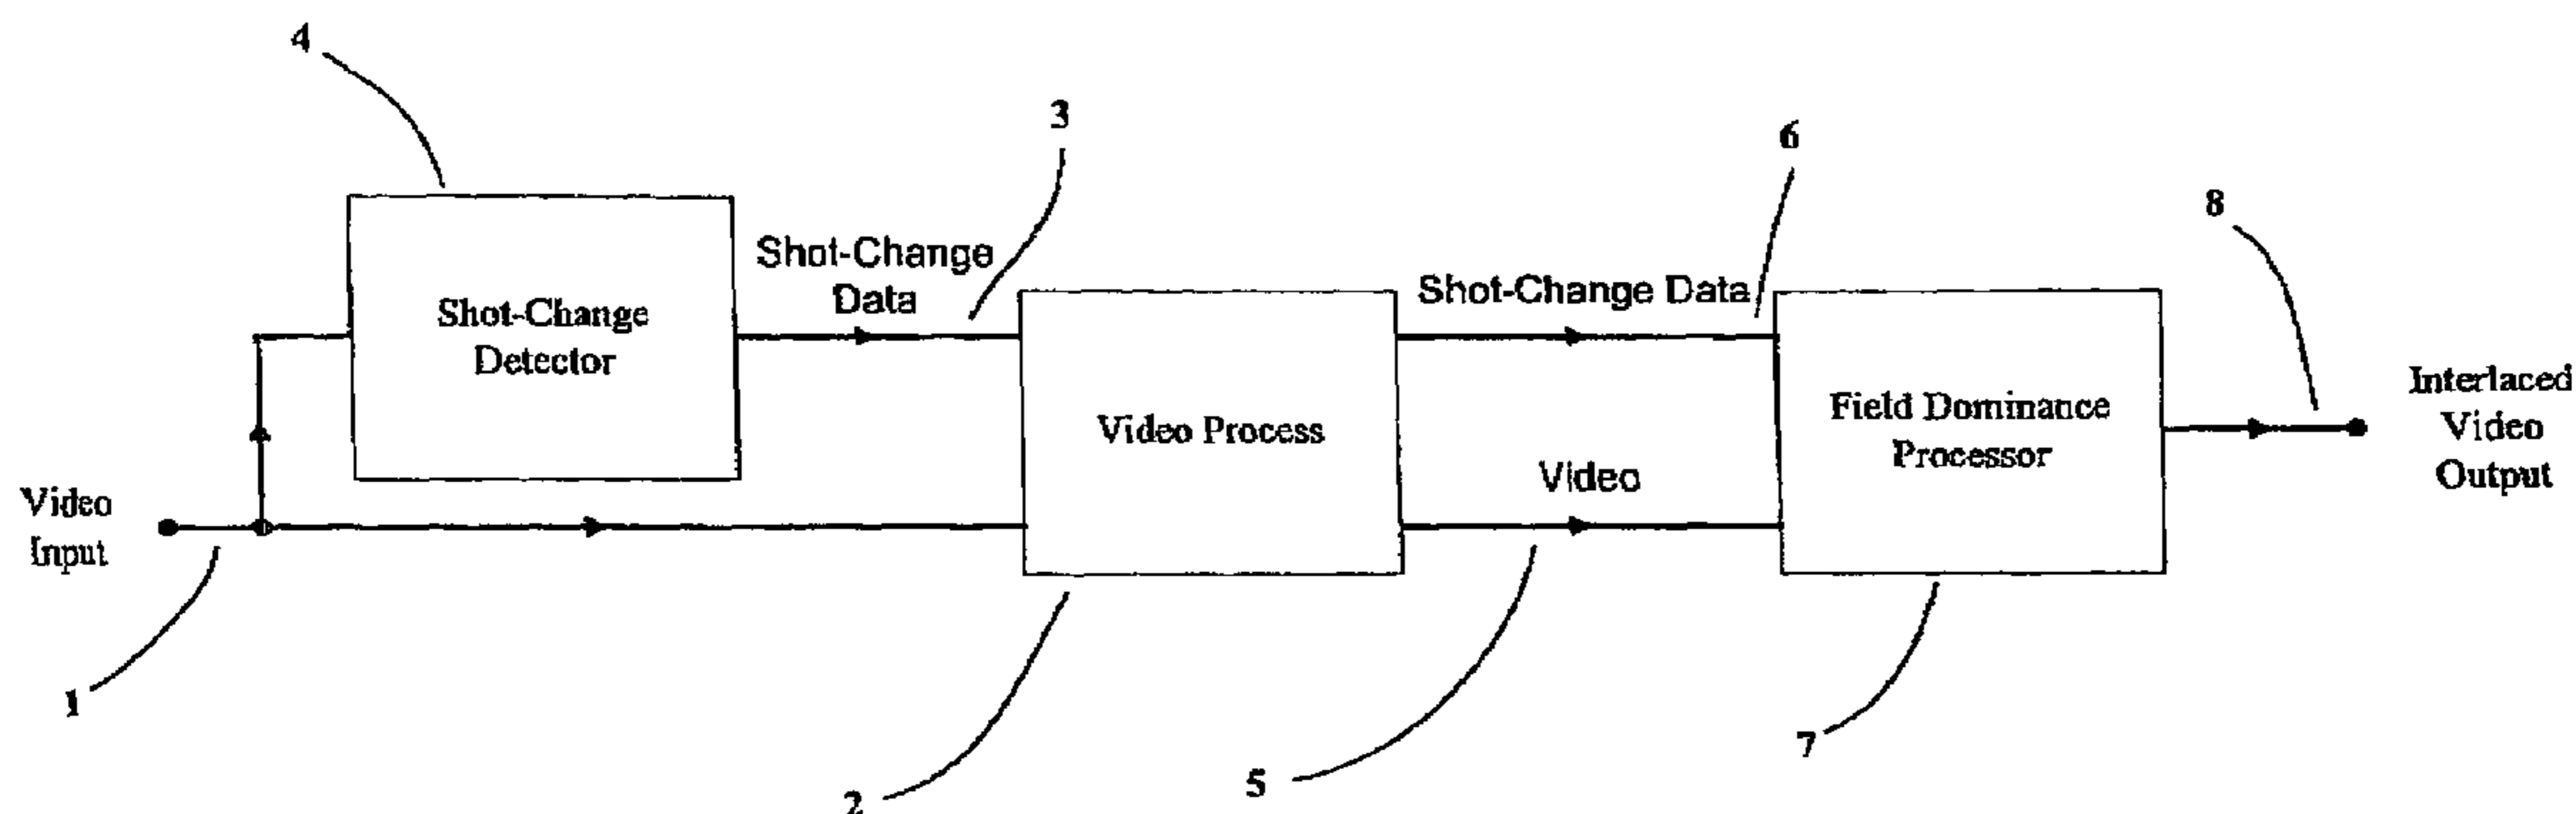 4
3
6
8
Shot-Change
Data
Shot-Change Data
Shot-Change
Detector
Video Process
Field Dominance
Processor
Interlaced
Video
Output
Video
Input
Video
1
2
5
7